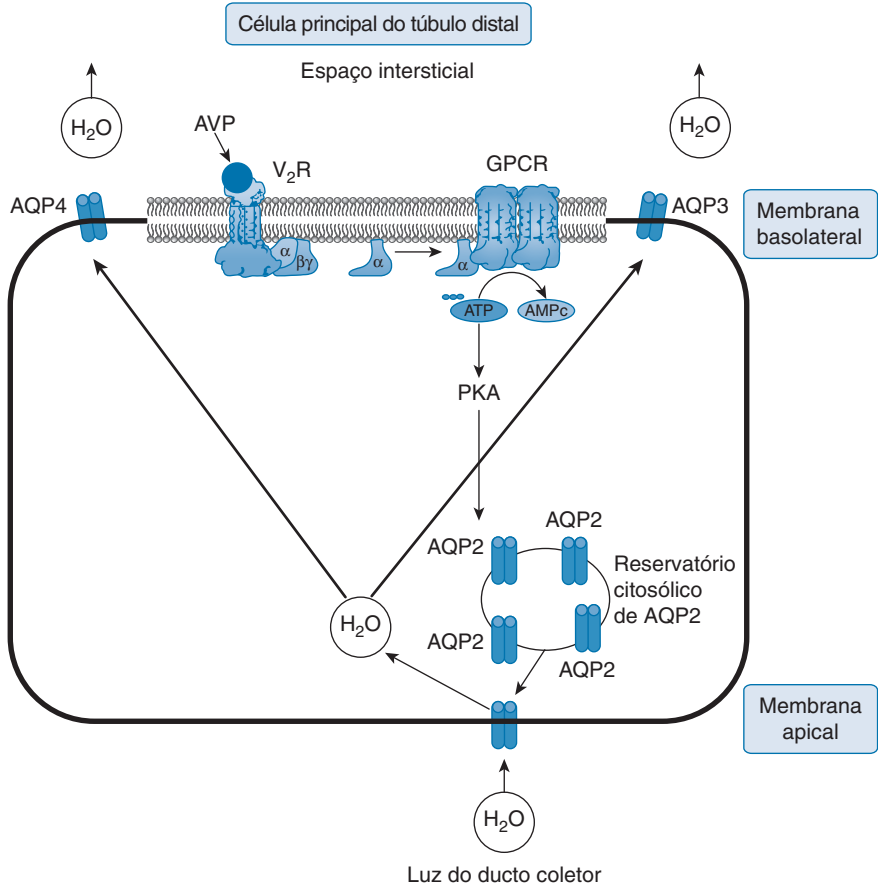 Célula principal do túbulo distal
Espaço intersticial
H₂O
H₂O
AVP
V₂R
GPCR
AQP4
AQP3
Membrana
basolateral
α
βγ
α
α
ATP
AMPc
PKA
AQP2
AQP2
Reservatório
citosólico
de AQP2
H₂O
AQP2
AQP2
Membrana
apical
H₂O
Luz do ducto coletor